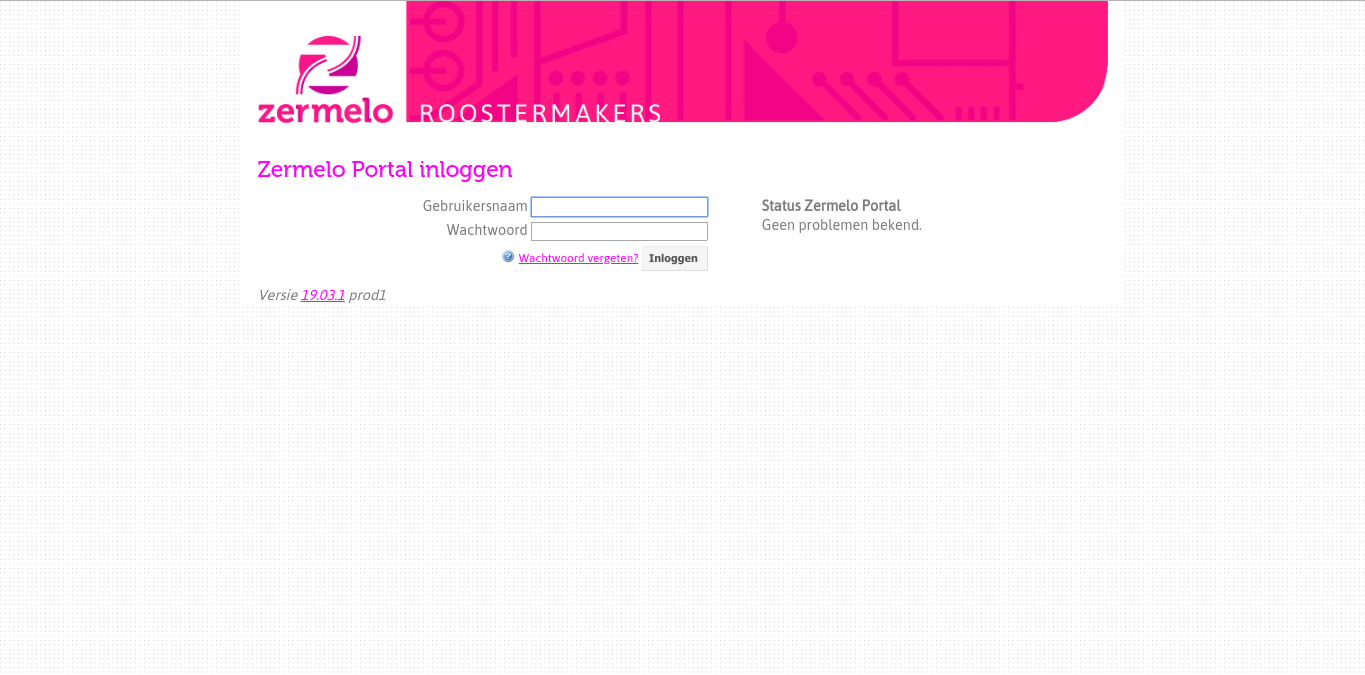 zermelo ROOSTERMAKERS
Zermelo Portal inloggen
Gebruikersnaam
Wachtwoord
Wachtwoord vergeten? Inloggen
Status Zermelo Portal
Geen problemen bekend.
Versie 19.03.1 prod1